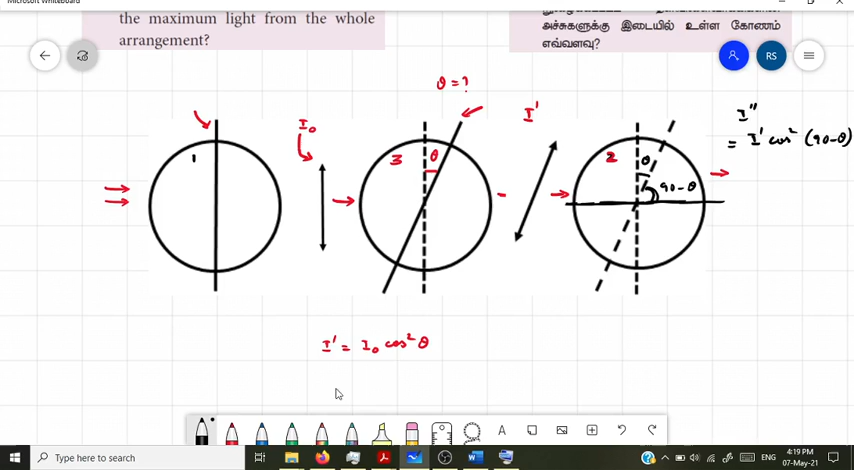 Microsoft Whiteboard
the maximum light from the whole
arrangement?
அச்சுகளுக்கு இடையில் உள்ள கோணம்
எவ்வளவு?
RS
θ = ?
I₀
I'
I''
= I' cos² (90-θ)
1
3
θ
2
θ
90-θ
I' = I₀ cos² θ
A
Type here to search
ENG
4:19 PM
07-May-21